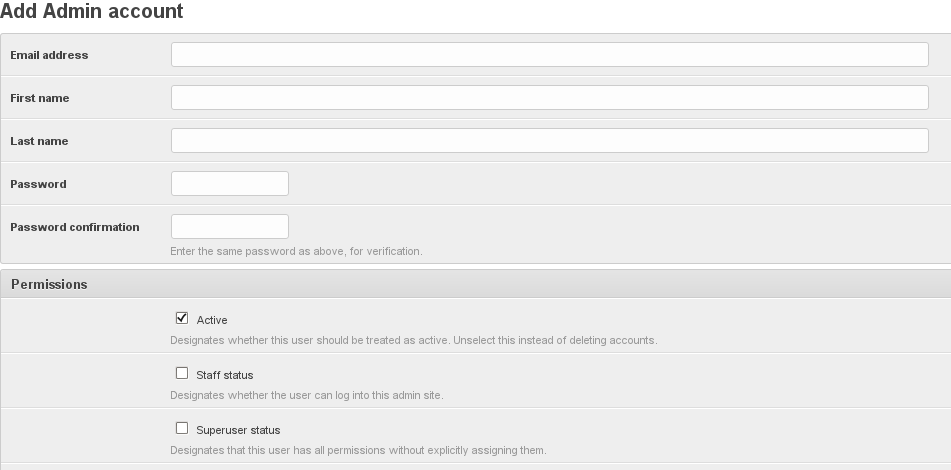 Add Admin account
Email address
First name
Last name
Password
Password confirmation
Enter the same password as above, for verification.
Permissions
Active
Designates whether this user should be treated as active. Unselect this instead of deleting accounts.
Staff status
Designates whether the user can log into this admin site.
Superuser status
Designates that this user has all permissions without explicitly assigning them.